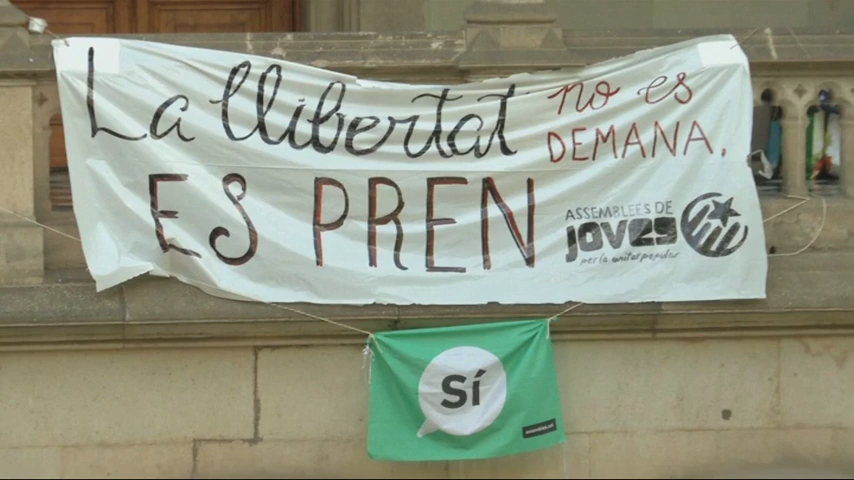 La llibertat no es
DEMANA,
ES PREN
ASSEMBLEES DE
JOVES
per la unitat popular
Sí